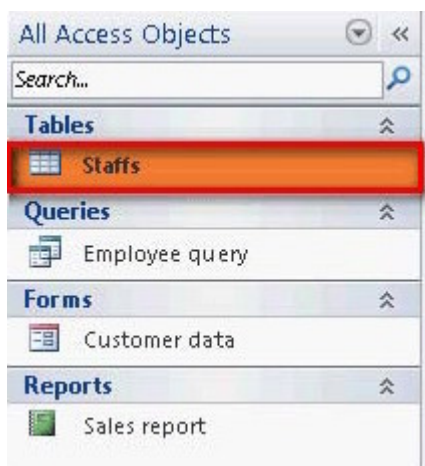 All Access Objects
Search...
Tables
Staffs
Queries
Employee query
Forms
Customer data
Reports
Sales report